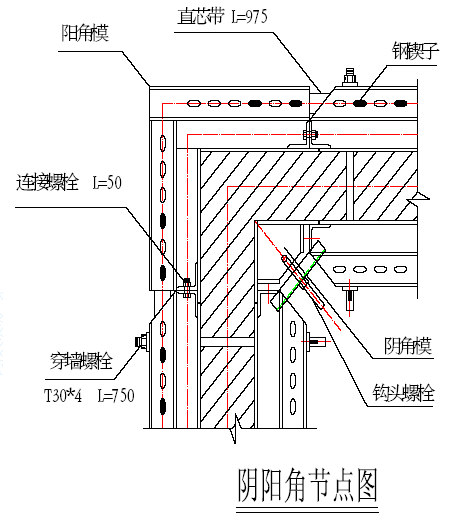 直芯带 L=975
阳角模
钢楔子
连接螺栓 L=50
穿墙螺栓
T30*4 L=750
阴角模
钩头螺栓
阴阳角节点图